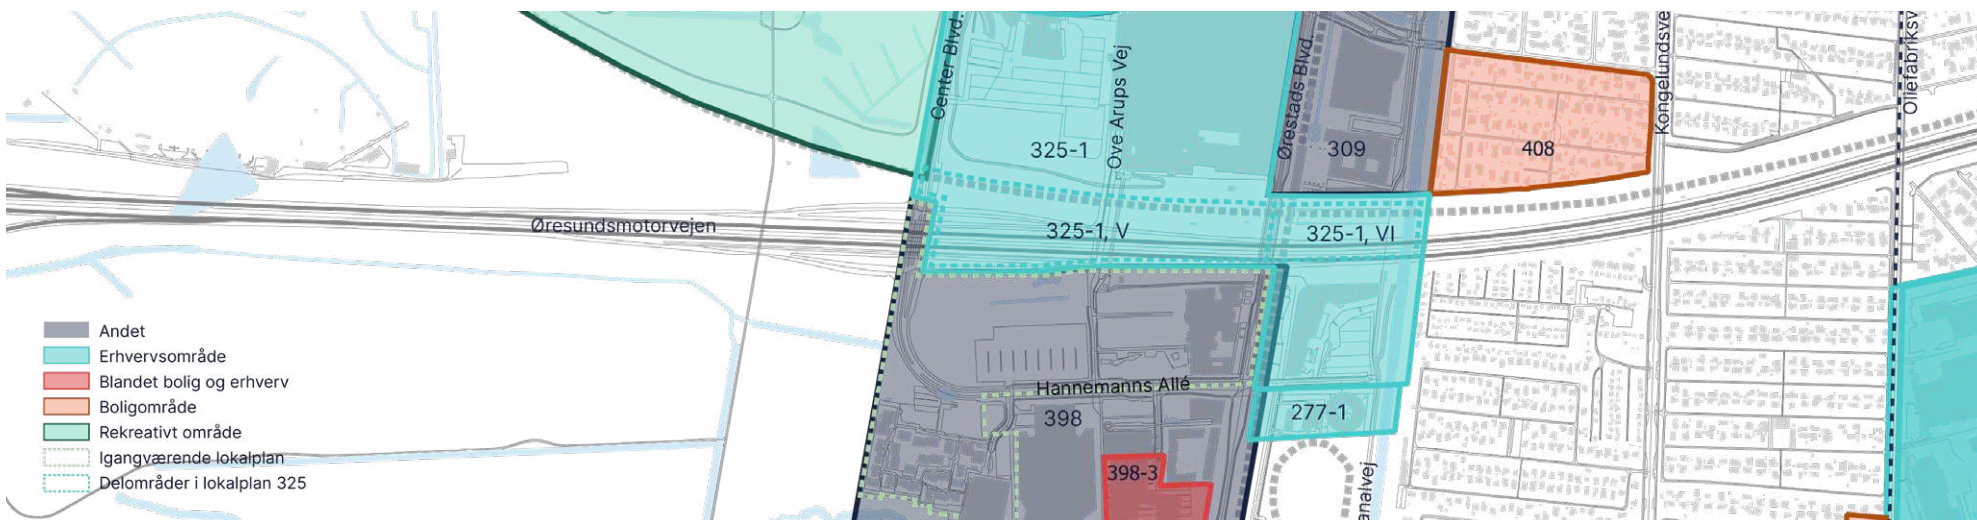 Center Blvd.
Ove Arups Vej
Ørestads Blvd.
Kongelundsve
Oliefabriksv
325-1
309
408
Øresundsmotorvejen
325-1, V
325-1, VI
Andet
Erhvervsområde
Blandet bolig og erhverv
Boligområde
Rekreativt område
Igangværende lokalplan
Delområder i lokalplan 325
Hannemanns Allé
398
277-1
398-3
analvej